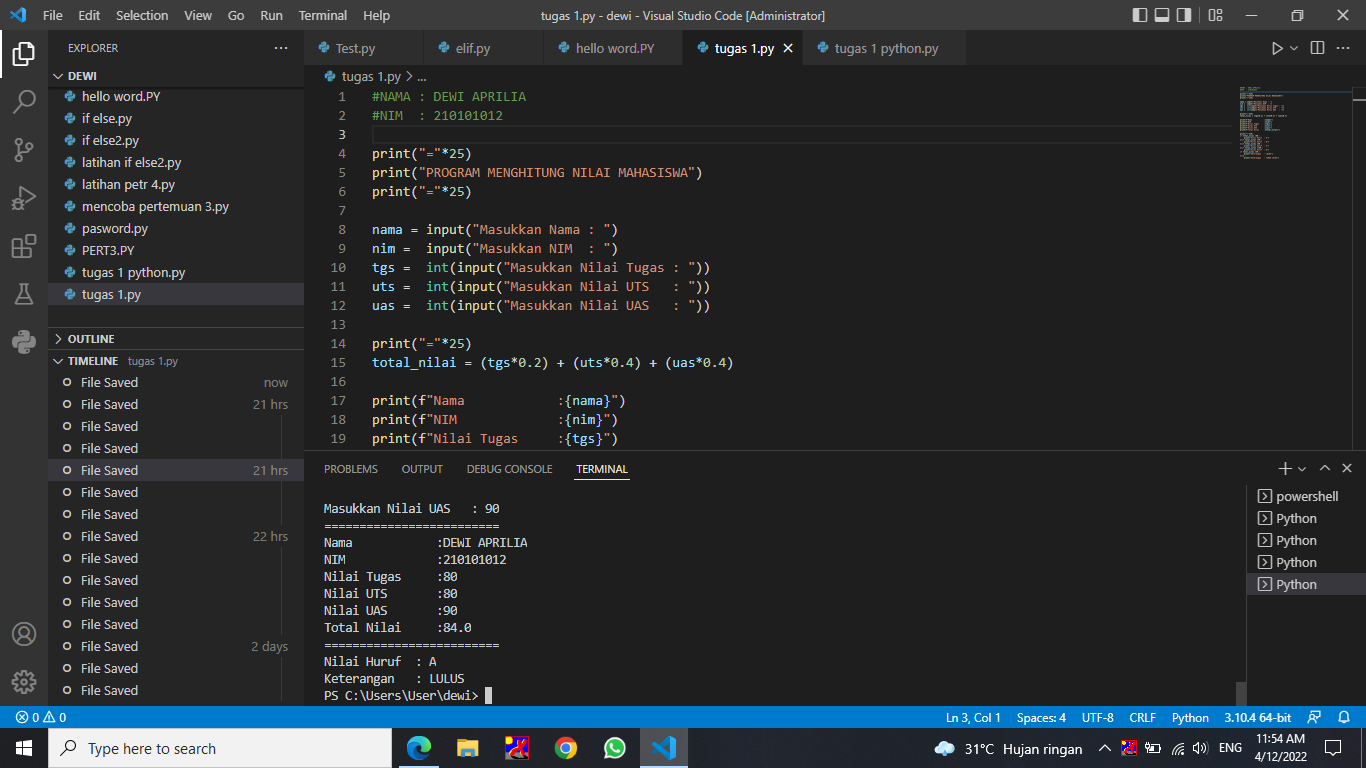 File Edit Selection View Go Run Terminal Help
tugas 1.py - dewi - Visual Studio Code [Administrator]
EXPLORER
Test.py
elif.py
hello word.PY
tugas 1.py
tugas 1 python.py
DEWI
hello word.PY
if else.py
if else2.py
latihan if else2.py
latihan petr 4.py
mencoba pertemuan 3.py
pasword.py
PERT3.PY
tugas 1 python.py
tugas 1.py
OUTLINE
TIMELINE tugas 1.py
File Saved now
File Saved 21 hrs
File Saved
File Saved
File Saved 21 hrs
File Saved
File Saved
File Saved 22 hrs
File Saved
File Saved
File Saved
File Saved
File Saved 2 days
File Saved
File Saved
tugas 1.py > ...
1 #NAMA : DEWI APRILIA
2 #NIM  : 210101012
3
4 print("="*25)
5 print("PROGRAM MENGHITUNG NILAI MAHASISWA")
6 print("="*25)
7
8 nama = input("Masukkan Nama : ")
9 nim =  input("Masukkan NIM  : ")
10 tgs =  int(input("Masukkan Nilai Tugas : "))
11 uts =  int(input("Masukkan Nilai UTS   : "))
12 uas =  int(input("Masukkan Nilai UAS   : "))
13
14 print("="*25)
15 total_nilai = (tgs*0.2) + (uts*0.4) + (uas*0.4)
16
17 print(f"Nama            :{nama}")
18 print(f"NIM             :{nim}")
19 print(f"Nilai Tugas     :{tgs}")
PROBLEMS OUTPUT DEBUG CONSOLE TERMINAL
Masukkan Nilai UAS   : 90
=========================
Nama            :DEWI APRILIA
NIM             :210101012
Nilai Tugas     :80
Nilai UTS       :80
Nilai UAS       :90
Total Nilai     :84.0
=========================
Nilai Huruf  : A
Keterangan   : LULUS
PS C:\Users\User\dewi>
powershell
Python
Python
Python
Python
0 0
Ln 3, Col 1 Spaces: 4 UTF-8 CRLF Python 3.10.4 64-bit
Type here to search
31°C Hujan ringan
ENG
11:54 AM
4/12/2022